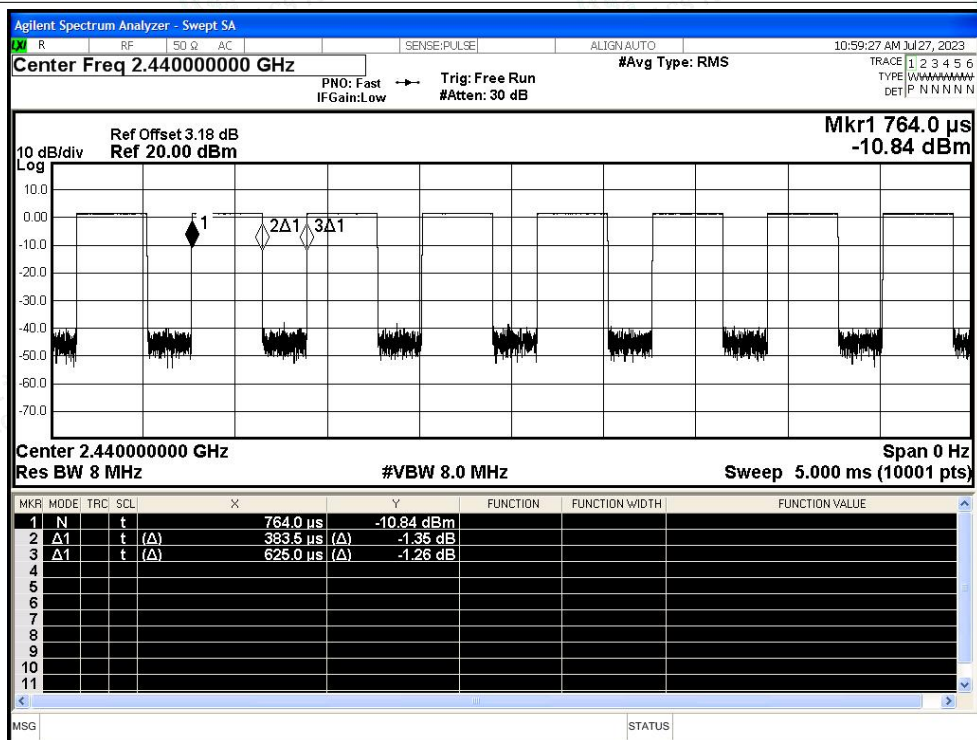 Agilent Spectrum Analyzer - Swept SA
LXI R RF 50 Ω AC SENSE:PULSE ALIGN AUTO 10:59:27 AM Jul 27, 2023
Center Freq 2.440000000 GHz #Avg Type: RMS TRACE 1 2 3 4 5 6
PNO: Fast Trig: Free Run TYPE WWWWWW
IFGain:Low #Atten: 30 dB DET P N N N N N
Mkr1 764.0 µs
Ref Offset 3.18 dB -10.84 dBm
10 dB/div Ref 20.00 dBm
Log
10.0
0.00
1 2Δ1 3Δ1
-10.0
-20.0
-30.0
-40.0
-50.0
-60.0
-70.0
Center 2.440000000 GHz Span 0 Hz
Res BW 8 MHz #VBW 8.0 MHz Sweep 5.000 ms (10001 pts)
MKR MODE TRC SCL X Y FUNCTION FUNCTION WIDTH FUNCTION VALUE
1 N t 764.0 µs -10.84 dBm
2 Δ1 t (Δ) 383.5 µs (Δ) -1.35 dB
3 Δ1 t (Δ) 625.0 µs (Δ) -1.26 dB
4
5
6
7
8
9
10
11
MSG STATUS